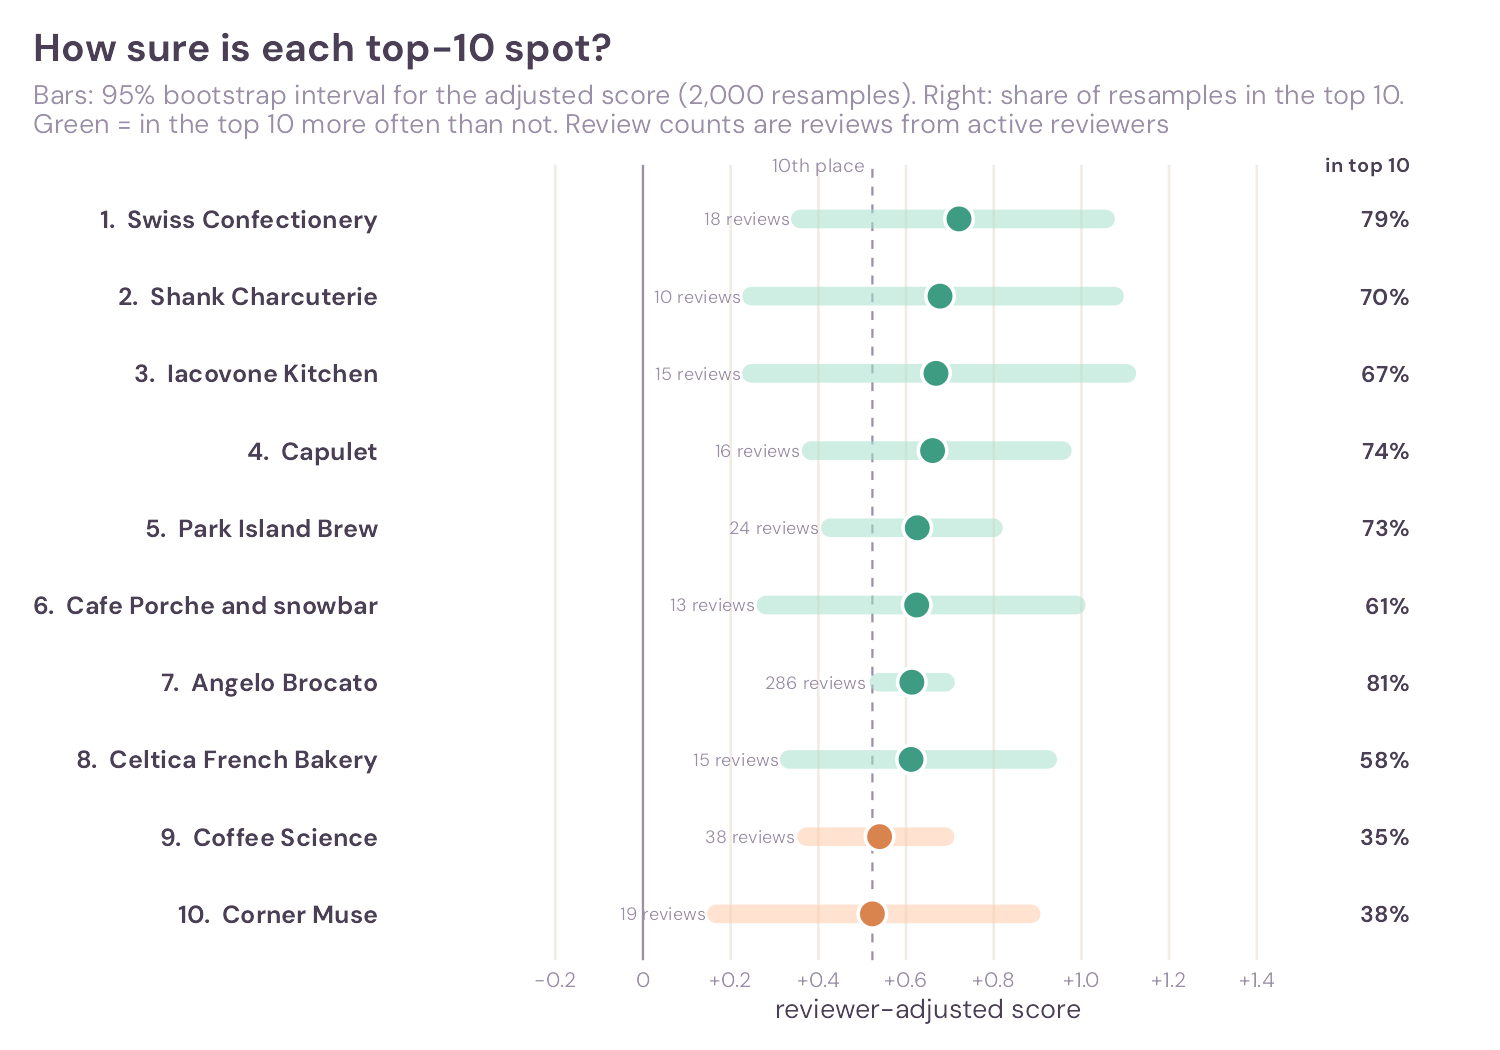 How sure is each top-10 spot?
Bars: 95% bootstrap interval for the adjusted score (2,000 resamples). Right: share of resamples in the top 10.
Green = in the top 10 more often than not. Review counts are reviews from active reviewers
10th place in top 10
1. Swiss Confectionery 18 reviews 79%
2. Shank Charcuterie 10 reviews 70%
3. Iacovone Kitchen 15 reviews 67%
4. Capulet 16 reviews 74%
5. Park Island Brew 24 reviews 73%
6. Cafe Porche and snowbar 13 reviews 61%
7. Angelo Brocato 286 reviews 81%
8. Celtica French Bakery 15 reviews 58%
9. Coffee Science 38 reviews 35%
10. Corner Muse 19 reviews 38%
−0.2 0 +0.2 +0.4 +0.6 +0.8 +1.0 +1.2 +1.4
reviewer-adjusted score